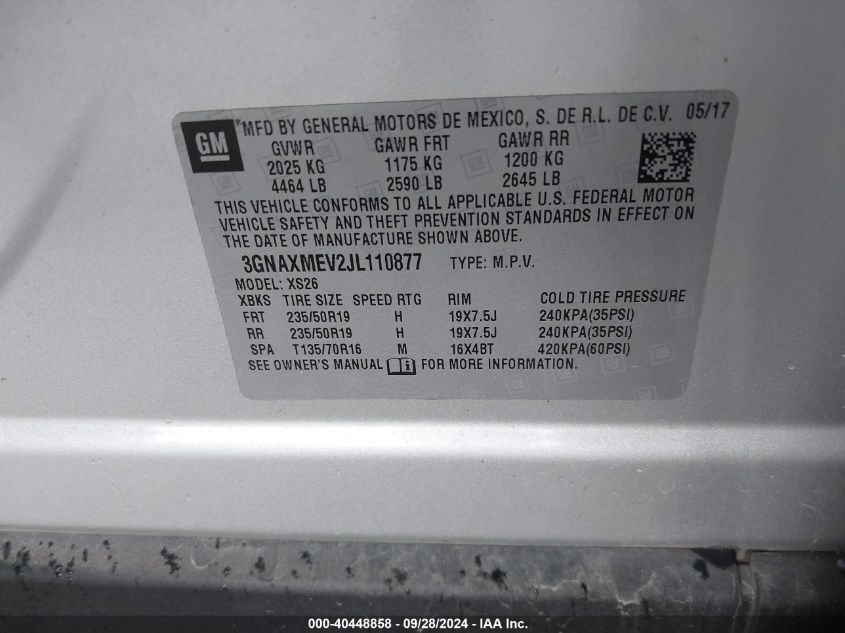 GM
*MFD BY GENERAL MOTORS DE MEXICO, S. DE R.L. DE C.V. 05/17
GVWR GAWR FRT GAWR RR
2025 KG 1175 KG 1200 KG
4464 LB 2590 LB 2645 LB
THIS VEHICLE CONFORMS TO ALL APPLICABLE U.S. FEDERAL MOTOR
VEHICLE SAFETY AND THEFT PREVENTION STANDARDS IN EFFECT ON
THE DATE OF MANUFACTURE SHOWN ABOVE.
3GNAXMEV2JL110877 TYPE: M.P.V.
MODEL: XS26
XBKS TIRE SIZE SPEED RTG RIM COLD TIRE PRESSURE
FRT 235/50R19 H 19X7.5J 240KPA(35PSI)
RR 235/50R19 H 19X7.5J 240KPA(35PSI)
SPA T135/70R16 M 16X4BT 420KPA(60PSI)
SEE OWNER'S MANUAL i FOR MORE INFORMATION.
000-40448858 - 09/28/2024 - IAA Inc.